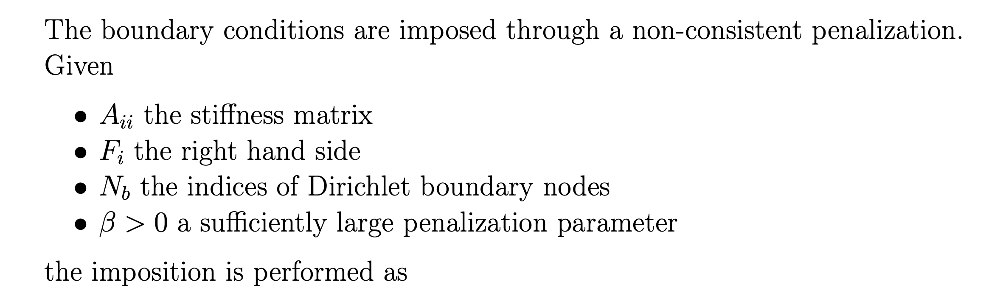 The boundary conditions are imposed through a non-consistent penalization.
Given
• $A_{ii}$ the stiffness matrix
• $F_i$ the right hand side
• $N_b$ the indices of Dirichlet boundary nodes
• $\beta > 0$ a sufficiently large penalization parameter
the imposition is performed as